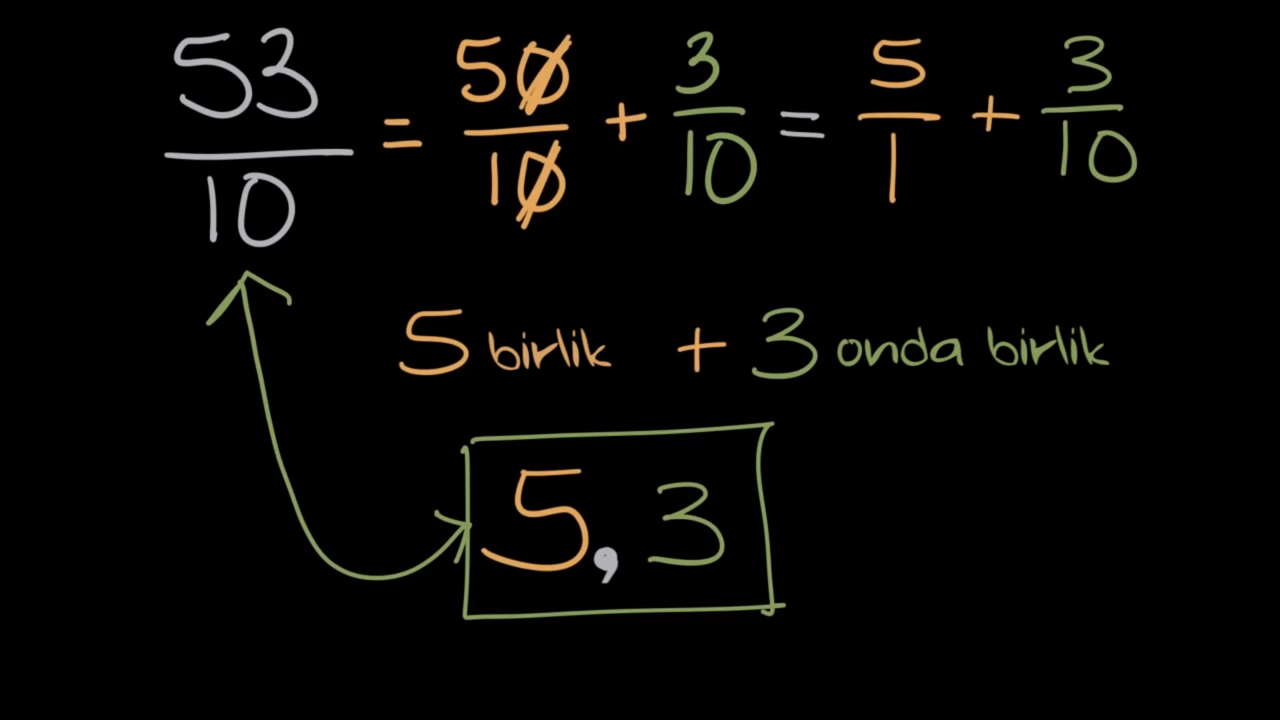 53/10 = 50/10 + 3/10 = 5/1 + 3/10
5 birlik + 3 onda birlik
5,3